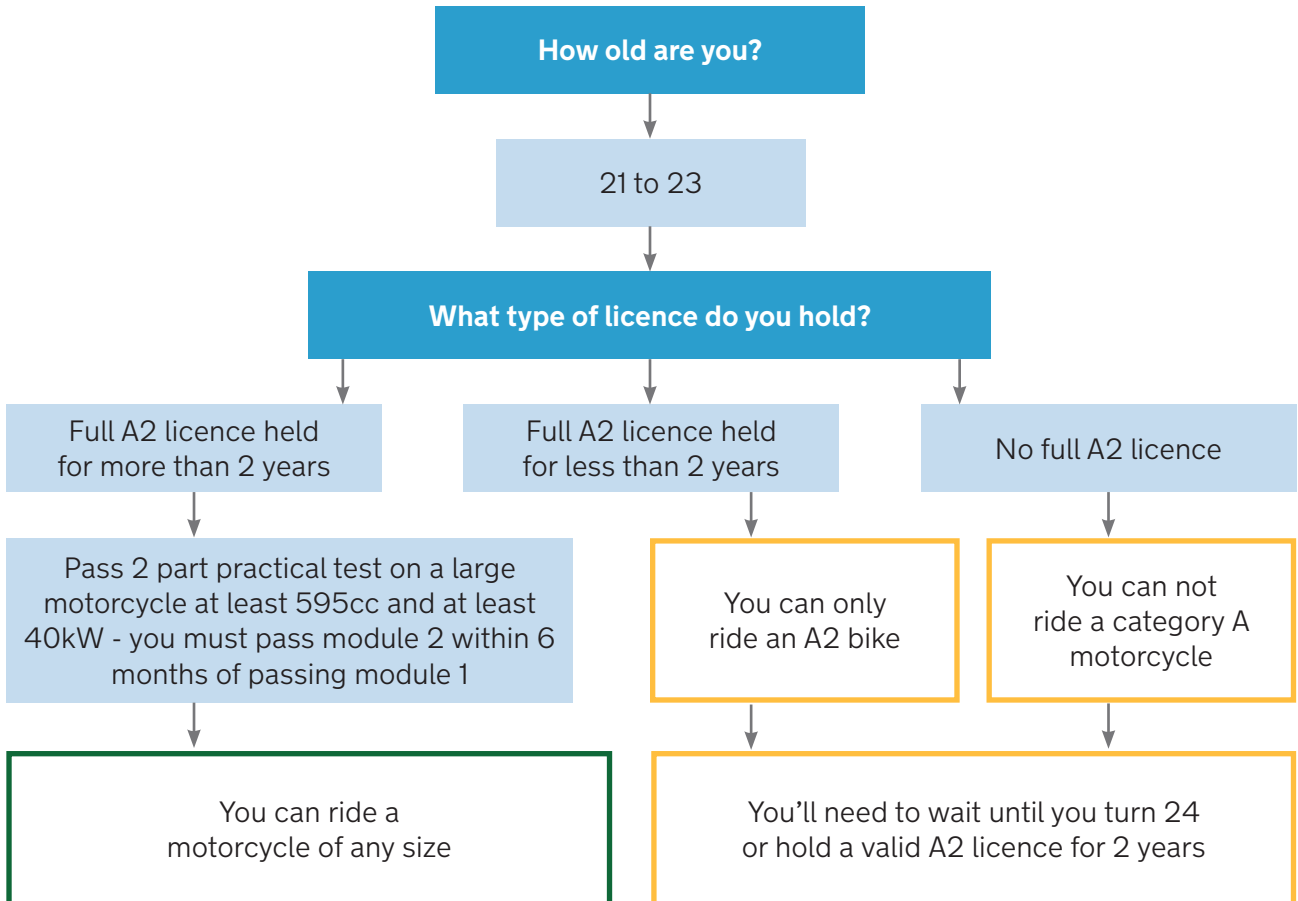 How old are you?
21 to 23
What type of licence do you hold?
Full A2 licence held
for more than 2 years
Full A2 licence held
for less than 2 years
No full A2 licence
Pass 2 part practical test on a large
motorcycle at least 595cc and at least
40kW - you must pass module 2 within 6
months of passing module 1
You can only
ride an A2 bike
You can not
ride a category A
motorcycle
You can ride a
motorcycle of any size
You’ll need to wait until you turn 24
or hold a valid A2 licence for 2 years